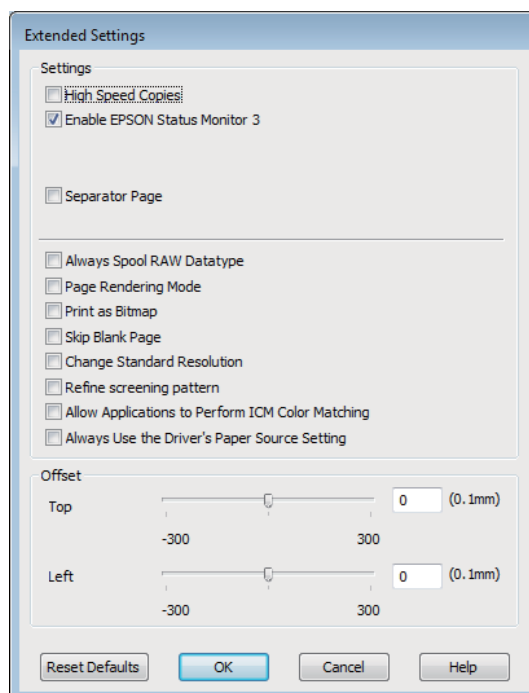 Extended Settings
Settings
High Speed Copies
Enable EPSON Status Monitor 3
Separator Page
Always Spool RAW Datatype
Page Rendering Mode
Print as Bitmap
Skip Blank Page
Change Standard Resolution
Refine screening pattern
Allow Applications to Perform ICM Color Matching
Always Use the Driver's Paper Source Setting
Offset
Top 0 (0.1mm)
-300 300
Left 0 (0.1mm)
-300 300
Reset Defaults OK Cancel Help